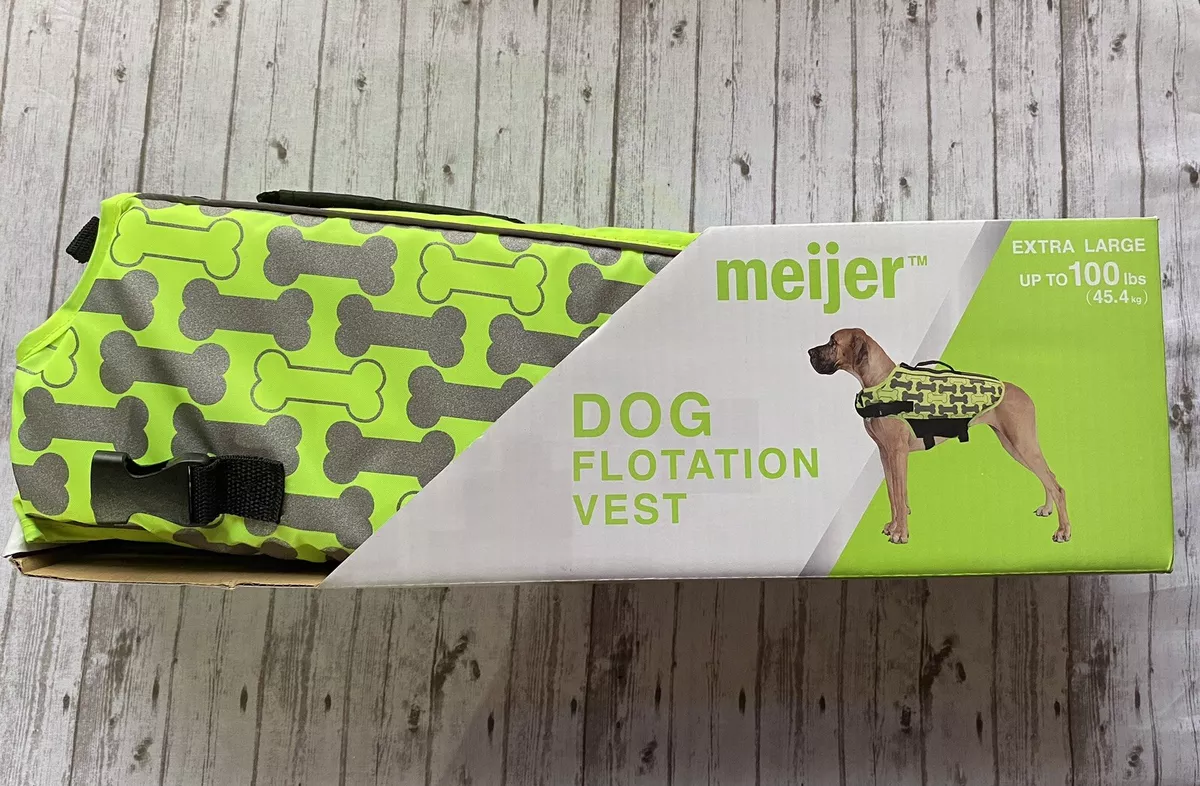 meijer™
EXTRA LARGE
UP TO 100 lbs
(45.4 kg)
DOG
FLOTATION
VEST